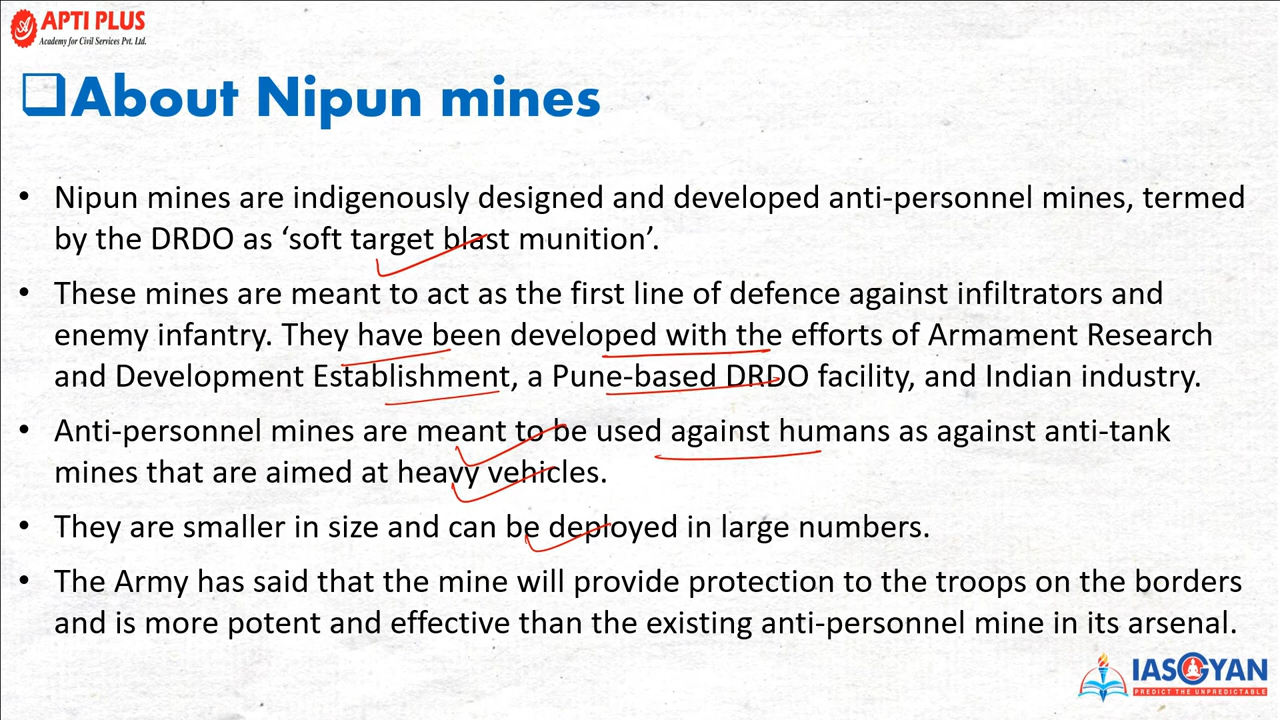 APTI PLUS
Academy for Civil Services Pvt. Ltd.
About Nipun mines
• Nipun mines are indigenously designed and developed anti-personnel mines, termed
by the DRDO as ‘soft target blast munition’.
• These mines are meant to act as the first line of defence against infiltrators and
enemy infantry. They have been developed with the efforts of Armament Research
and Development Establishment, a Pune-based DRDO facility, and Indian industry.
• Anti-personnel mines are meant to be used against humans as against anti-tank
mines that are aimed at heavy vehicles.
• They are smaller in size and can be deployed in large numbers.
• The Army has said that the mine will provide protection to the troops on the borders
and is more potent and effective than the existing anti-personnel mine in its arsenal.
IASGYAN
PREDICT THE UNPREDICTABLE